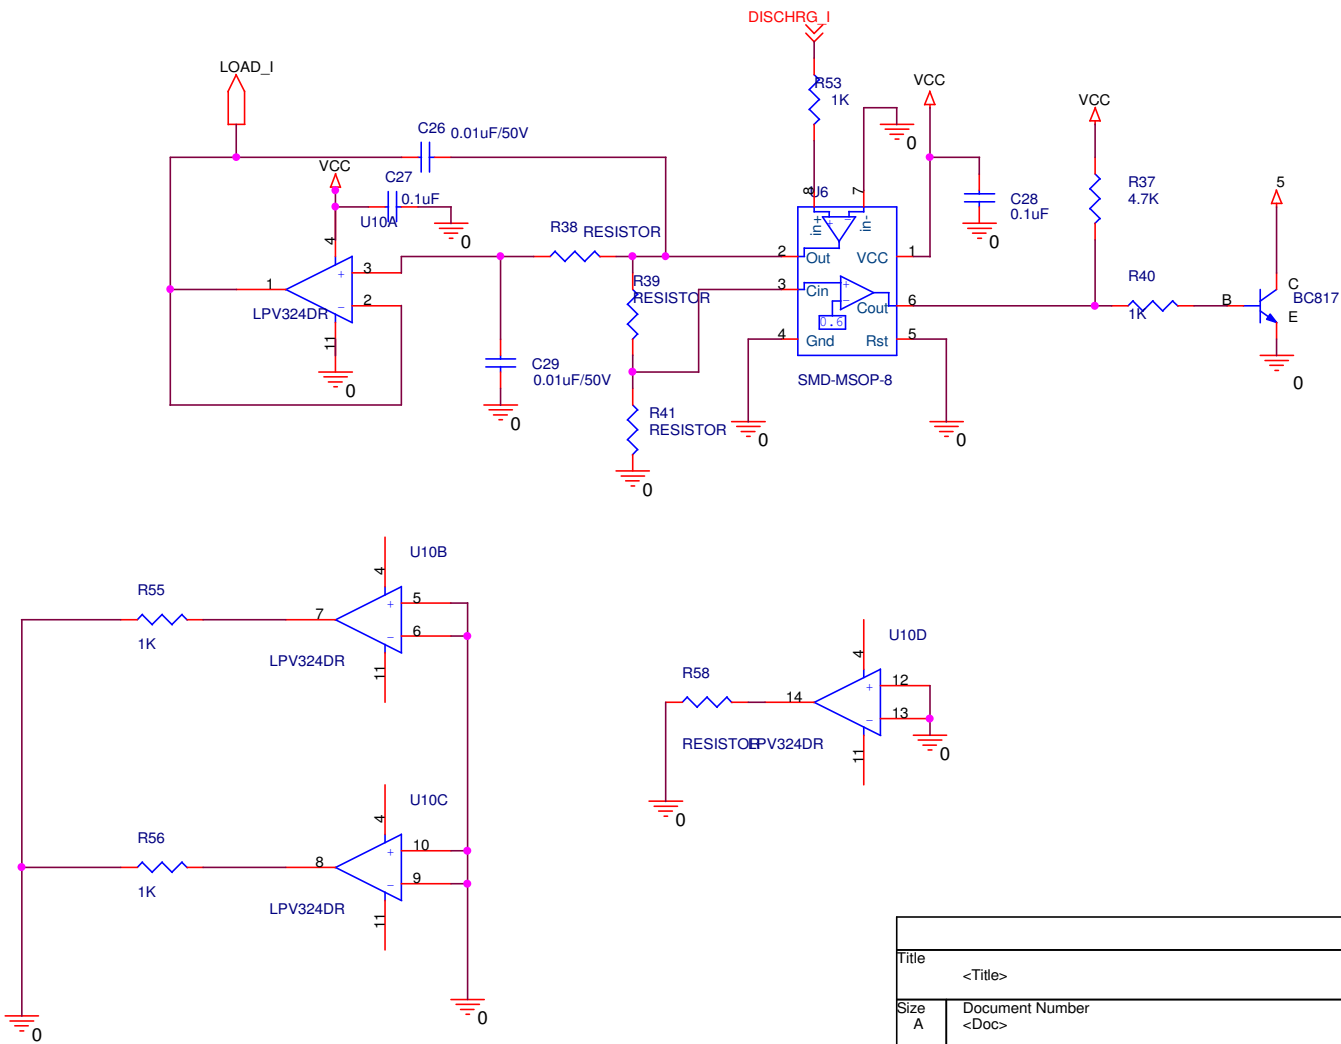 DISCHRG_I
LOAD_I
R53
1K
VCC
VCC
C26 0.01uF/50V
0
VCC
C27
0.1uF
U10A
8
U6
7
R37
4.7K
5
C28
0.1uF
4
0
R38 RESISTOR
in+
in-
0
3
2 Out VCC 1
1
2
R39
RESISTOR
3 Cin
R40
C
BC817
LPV324DR
Cout 6
1K
B
E
0.6
11
4 Gnd Rst 5
C29
0.01uF/50V
SMD-MSOP-8
0
0
0
R41
RESISTOR
0
0
0
U10B
4
R55
5
7
6
1K
LPV324DR
11
U10D
4
R58
12
14
13
RESISTOR LPV324DR
11
0
U10C
4
0
R56
10
8
9
1K
LPV324DR
11
Title
<Title>
Size
A
Document Number
<Doc>
0
0